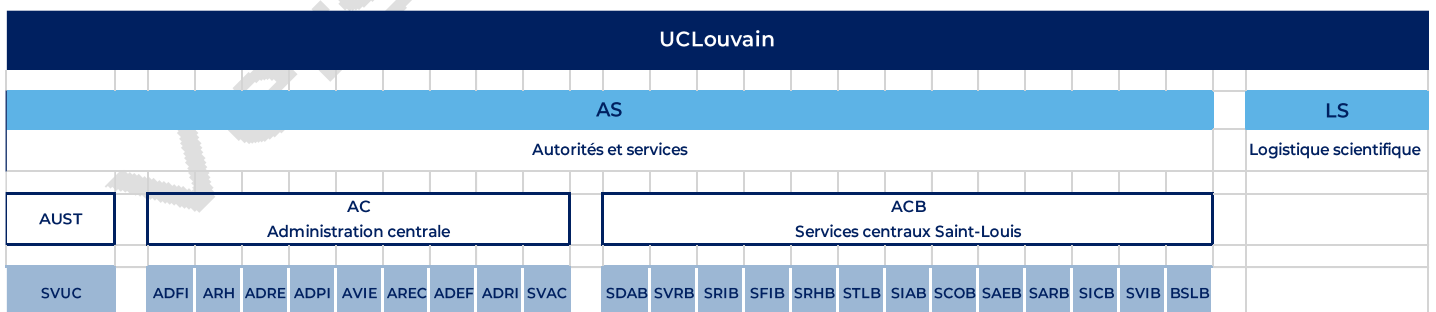 UCLouvain
AS
LS
Autorités et services
Logistique scientifique
AUST
AC
Administration centrale
ACB
Services centraux Saint-Louis
SVUC
ADFI
ARH
ADRE
ADPI
AVIE
AREC
ADEF
ADRI
SVAC
SDAB
SVRB
SRIB
SFIB
SRHB
STLB
SIAB
SCOB
SAEB
SARB
SICB
SVIB
BSLB